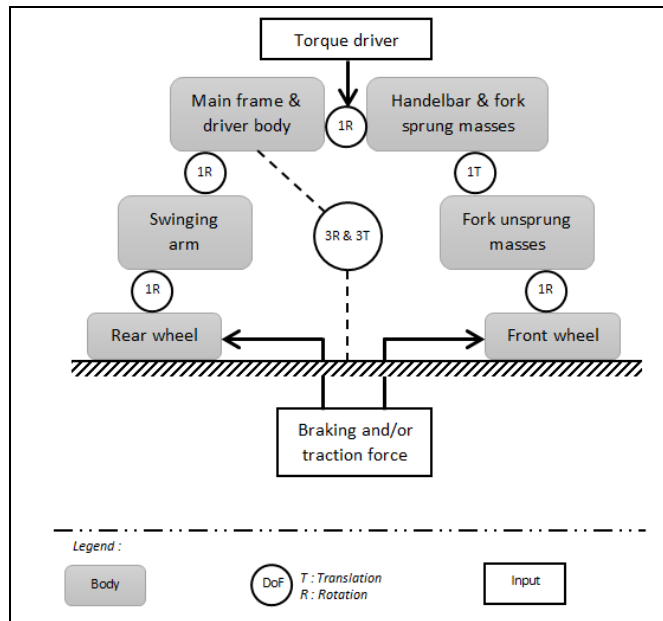 Torque driver
Main frame &
driver body
1R
Handelbar & fork
sprung masses
1R
1T
Swinging
arm
3R & 3T
Fork unsprung
masses
1R
1R
Rear wheel
Front wheel
Braking and/or
traction force
Legend :
Body
DoF
T : Translation
R : Rotation
Input